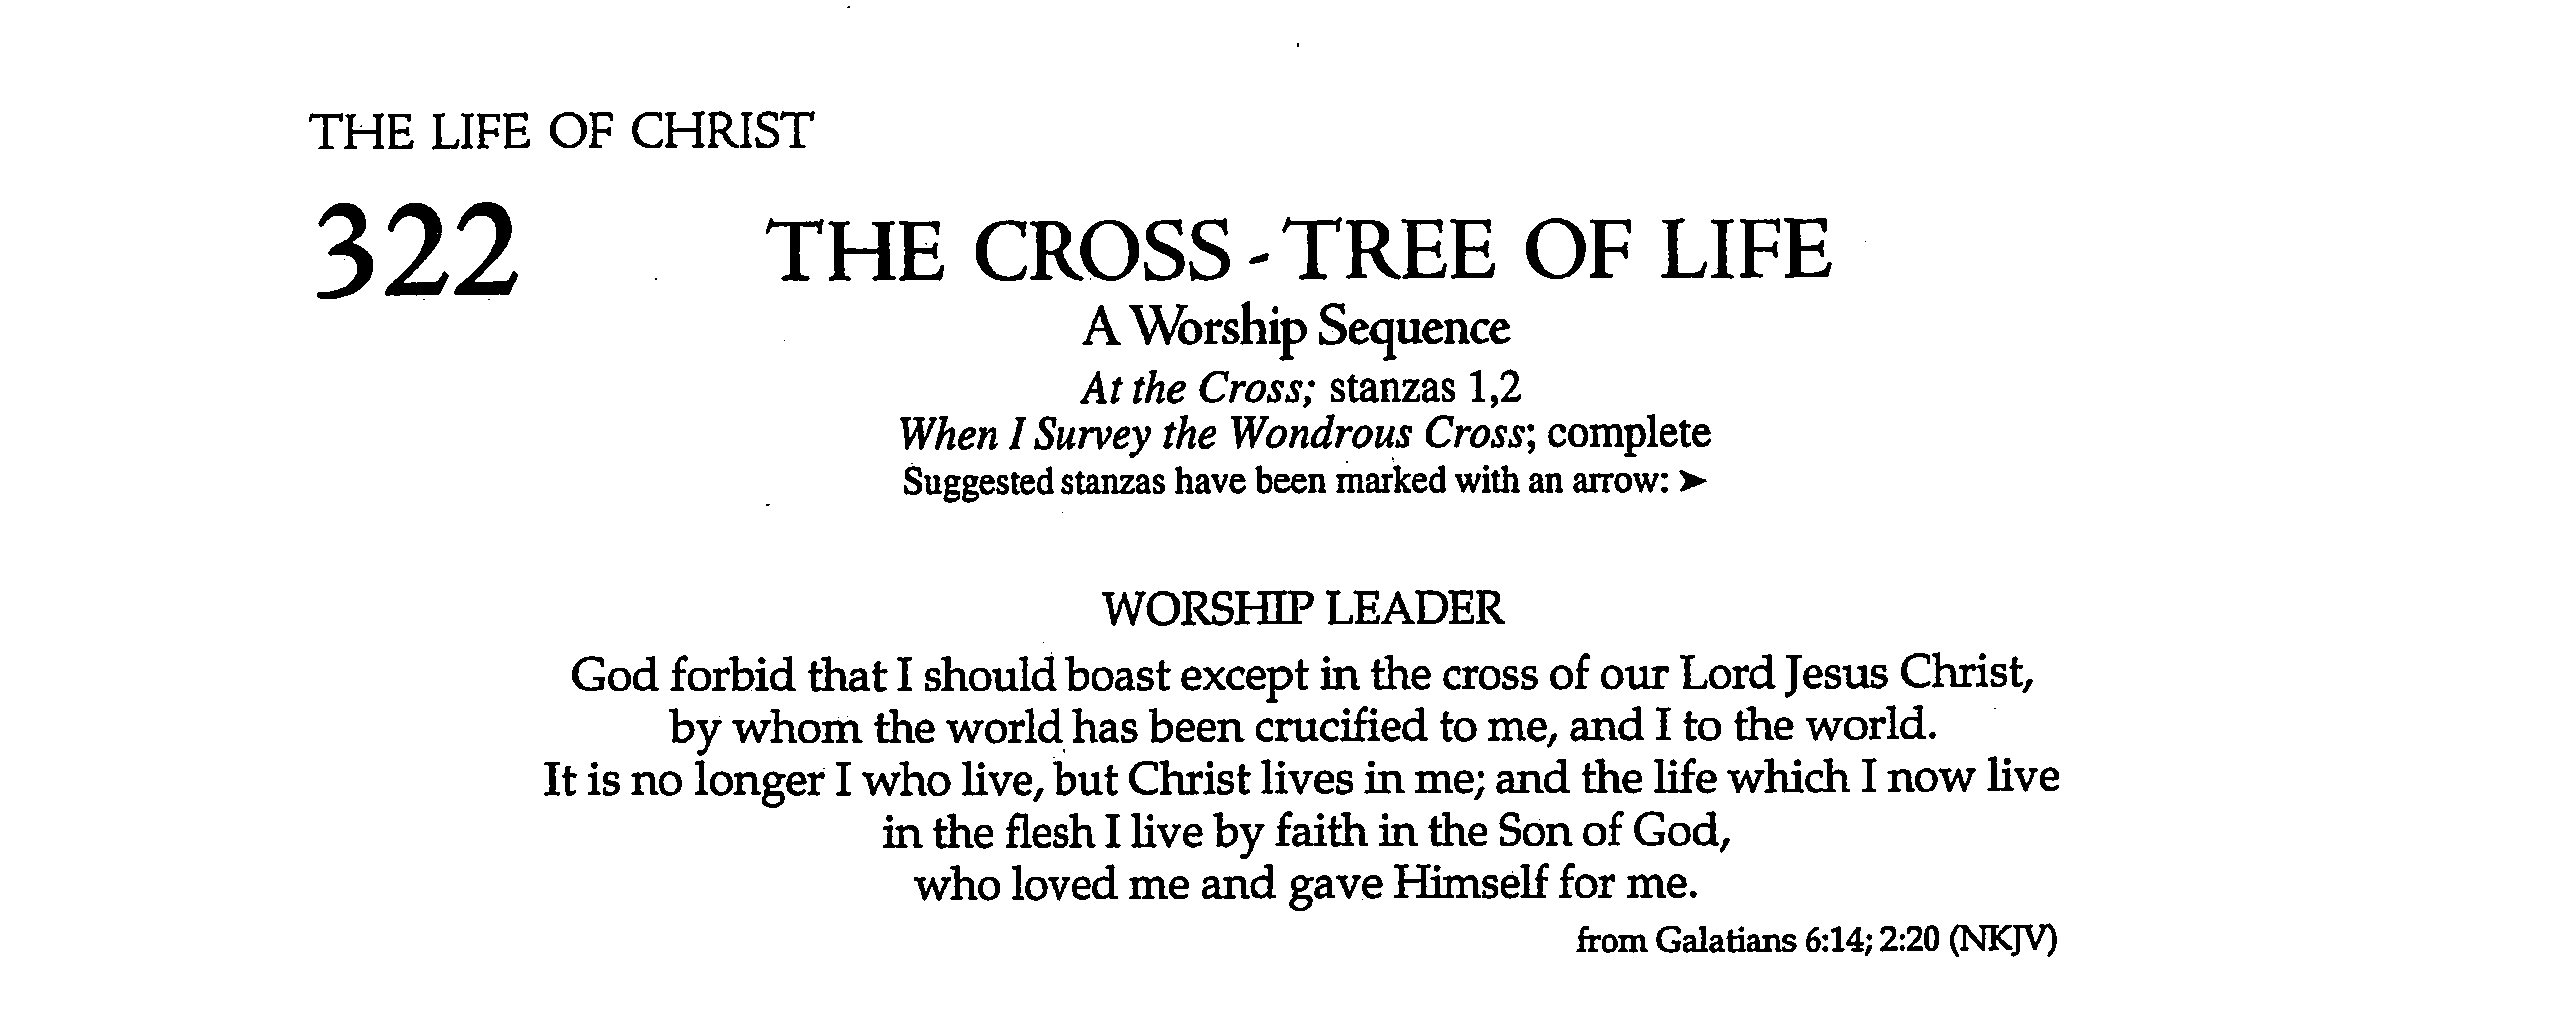 THE LIFE OF CHRIST
322
THE CROSS - TREE OF LIFE
A Worship Sequence
At the Cross; stanzas 1,2
When I Survey the Wondrous Cross; complete
Suggested stanzas have been marked with an arrow: ➤
WORSHIP LEADER
God forbid that I should boast except in the cross of our Lord Jesus Christ,
by whom the world has been crucified to me, and I to the world.
It is no longer I who live, but Christ lives in me; and the life which I now live
in the flesh I live by faith in the Son of God,
who loved me and gave Himself for me.
from Galatians 6:14; 2:20 (NKJV)